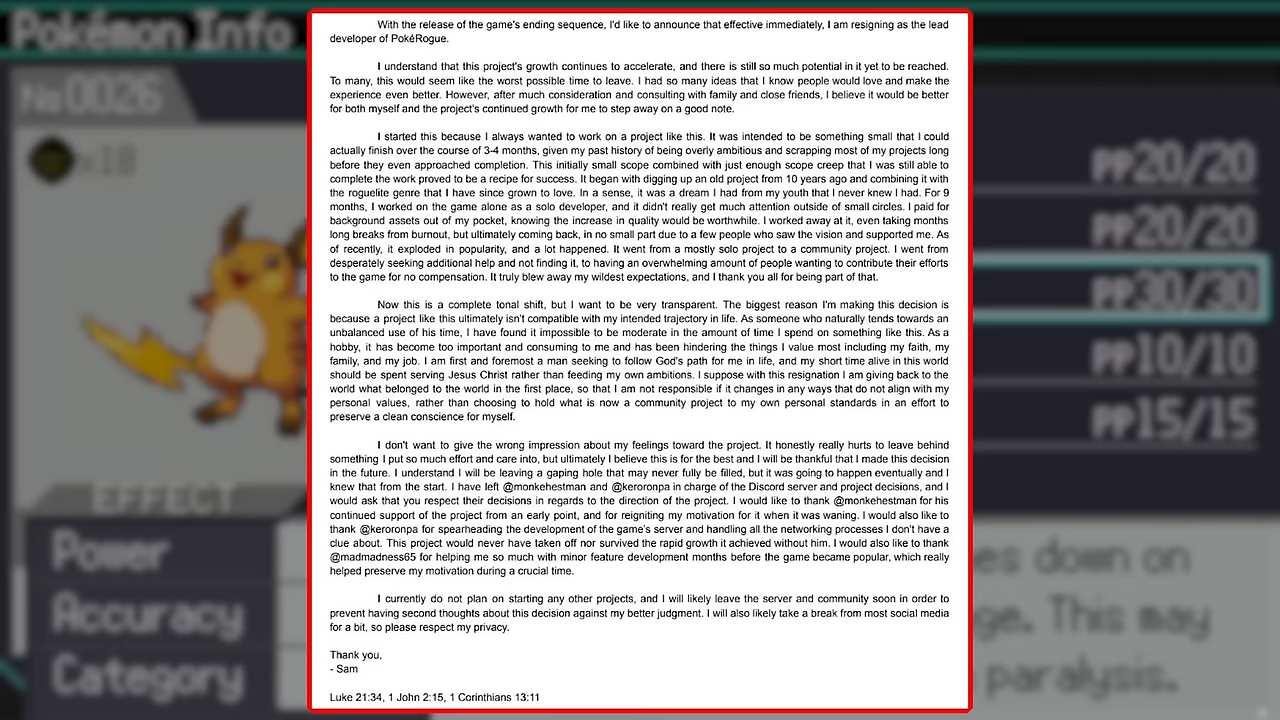 Pokémon Info
No0026
x18
With the release of the game's ending sequence, I'd like to announce that effective immediately, I am resigning as the lead
developer of PokéRogue.
I understand that this project's growth continues to accelerate, and there is still so much potential in it yet to be reached.
To many, this would seem like the worst possible time to leave. I had so many ideas that I know people would love and make the
experience even better. However, after much consideration and consulting with family and close friends, I believe it would be better
for both myself and the project's continued growth for me to step away on a good note.
I started this because I always wanted to work on a project like this. It was intended to be something small that I could
actually finish over the course of 3-4 months, given my past history of being overly ambitious and scrapping most of my projects long
before they even approached completion. This initially small scope combined with just enough scope creep that I was still able to
complete the work proved to be a recipe for success. It began with digging up an old project from 10 years ago and combining it with
the roguelite genre that I have since grown to love. In a sense, it was a dream I had from my youth that I never knew I had. For 9
months, I worked on the game alone as a solo developer, and it didn't really get much attention outside of small circles. I paid for
background assets out of my pocket, knowing the increase in quality would be worthwhile. I worked away at it, even taking months
long breaks from burnout, but ultimately coming back, in no small part due to a few people who saw the vision and supported me. As
of recently, it exploded in popularity, and a lot happened. It went from a mostly solo project to a community project. I went from
desperately seeking additional help and not finding it, to having an overwhelming amount of people wanting to contribute their efforts
to the game for no compensation. It truly blew away my wildest expectations, and I thank you all for being part of that.
Now this is a complete tonal shift, but I want to be very transparent. The biggest reason I'm making this decision is
because a project like this ultimately isn't compatible with my intended trajectory in life. As someone who naturally tends towards an
unbalanced use of his time, I have found it impossible to be moderate in the amount of time I spend on something like this. As a
hobby, it has become too important and consuming to me and has been hindering the things I value most including my faith, my
family, and my job. I am first and foremost a man seeking to follow God's path for me in life, and my short time alive in this world
should be spent serving Jesus Christ rather than feeding my own ambitions. I suppose with this resignation I am giving back to the
world what belonged to the world in the first place, so that I am not responsible if it changes in any ways that do not align with my
personal values, rather than choosing to hold what is now a community project to my own personal standards in an effort to
preserve a clean conscience for myself.
I don't want to give the wrong impression about my feelings toward the project. It honestly really hurts to leave behind
something I put so much effort and care into, but ultimately I believe this is for the best and I will be thankful that I made this decision
in the future. I understand I will be leaving a gaping hole that may never fully be filled, but it was going to happen eventually and I
knew that from the start. I have left @monkehestman and @keroronpa in charge of the Discord server and project decisions, and I
would ask that you respect their decisions in regards to the direction of the project. I would like to thank @monkehestman for his
continued support of the project from an early point, and for reigniting my motivation for it when it was waning. I would also like to
thank @keroronpa for spearheading the development of the game's server and handling all the networking processes I don't have a
clue about. This project would never have taken off nor survived the rapid growth it achieved without him. I would also like to thank
@madmadness65 for helping me so much with minor feature development months before the game became popular, which really
helped preserve my motivation during a crucial time.
I currently do not plan on starting any other projects, and I will likely leave the server and community soon in order to
prevent having second thoughts about this decision against my better judgment. I will also likely take a break from most social media
for a bit, so please respect my privacy.
Thank you,
- Sam
Luke 21:34, 1 John 2:15, 1 Corinthians 13:11
PP20/20
PP20/20
PP30/30
PP10/10
PP15/15
EFFECT
Power
Accuracy
Category
es down on
ge. This may
paralysis.